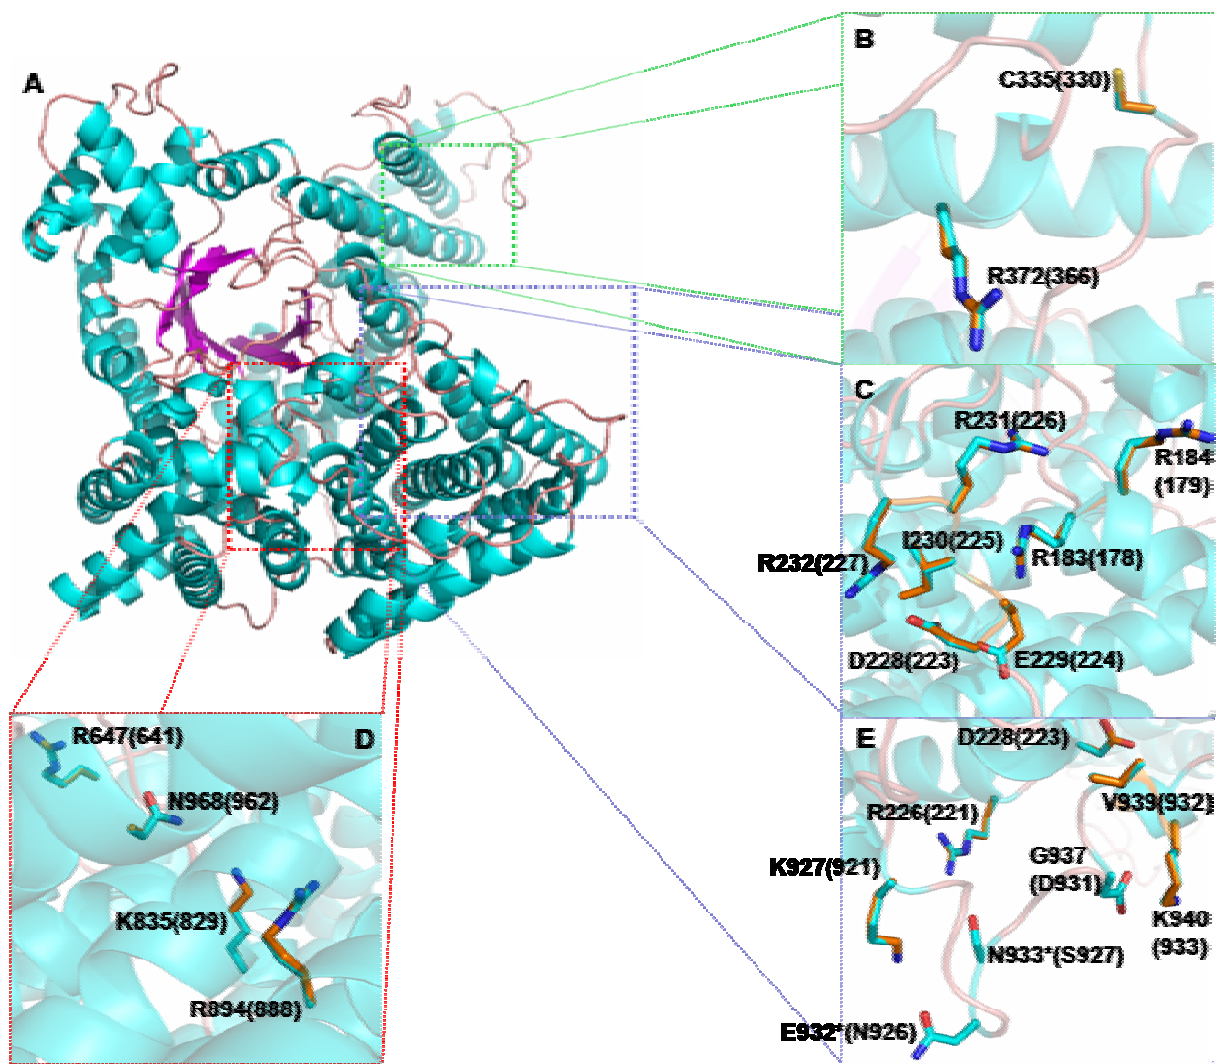 A
B
C335(330)
R372(366)
C
R231(226)
R184
(179)
I230(225)
R183(178)
R232(227)
D228(223)
E229(224)
D
R647(641)
N968(962)
K835(829)
R894(888)
E
D228(223)
V939(932)
R226(221)
G937
(D931)
K927(921)
K940
(933)
N933*(S927)
E932*(N926)